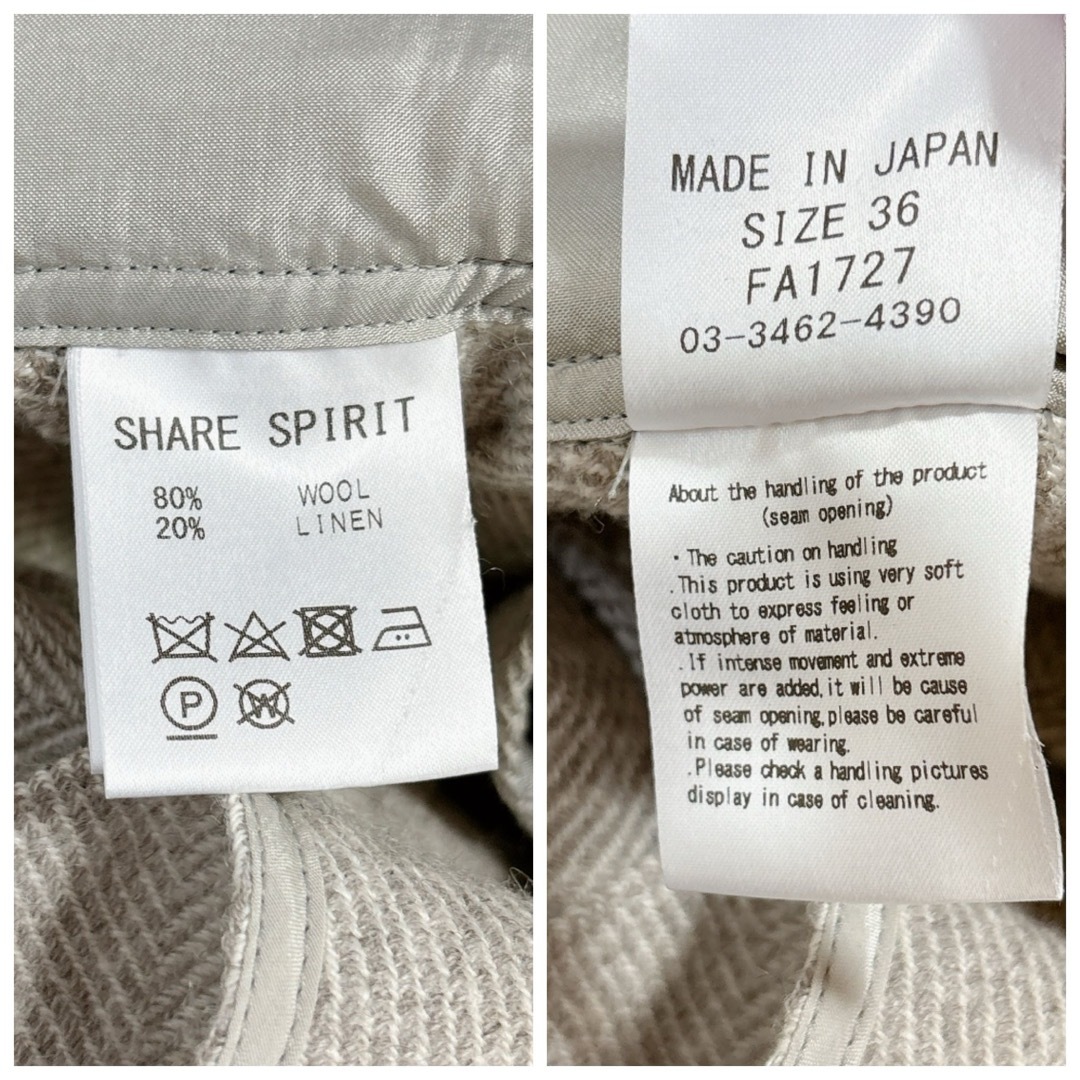 SHARE SPIRIT
80% WOOL
20% LINEN
P
W
MADE IN JAPAN
SIZE 36
FA1727
03-3462-4390
About the handling of the product
(seam opening)
・The caution on handling
.This product is using very soft
cloth to express feeling or
atmosphere of material.
.If intense movement and extreme
power are added,it will be cause
of seam opening,please be careful
in case of wearing.
.Please check a handling pictures
display in case of cleaning.